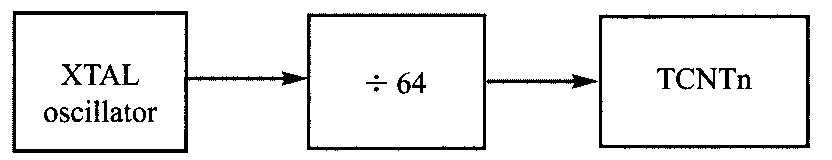 XTAL
oscillator
÷ 64
TCNTn